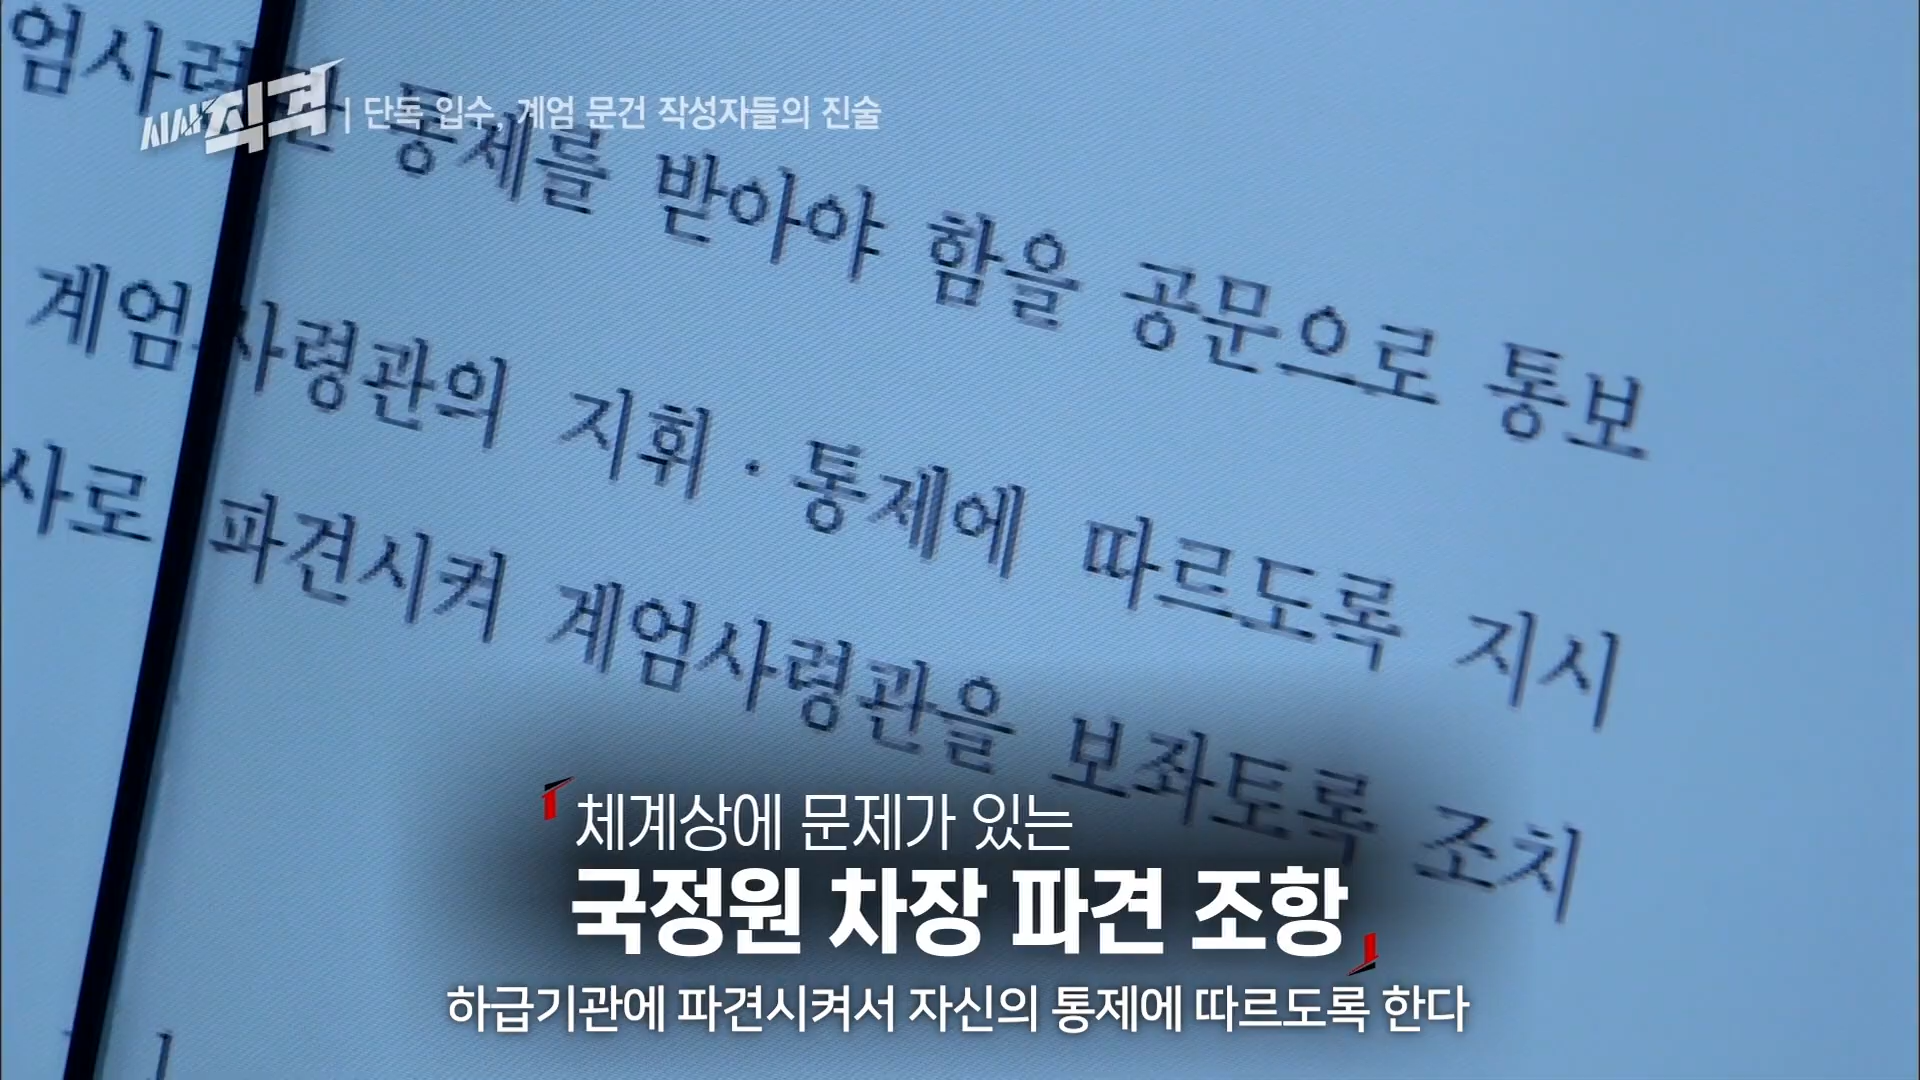 시사직격 | 단독 입수, 계엄 문건 작성자들의 진술
엄사령관 통제를 받아야 함을 공문으로 통보
계엄사령관의 지휘·통제에 따르도록 지시
사로 파견시켜 계엄사령관을 보좌토록 조치
「체계상에 문제가 있는
국정원 차장 파견 조항」
하급기관에 파견시켜서 자신의 통제에 따르도록 한다